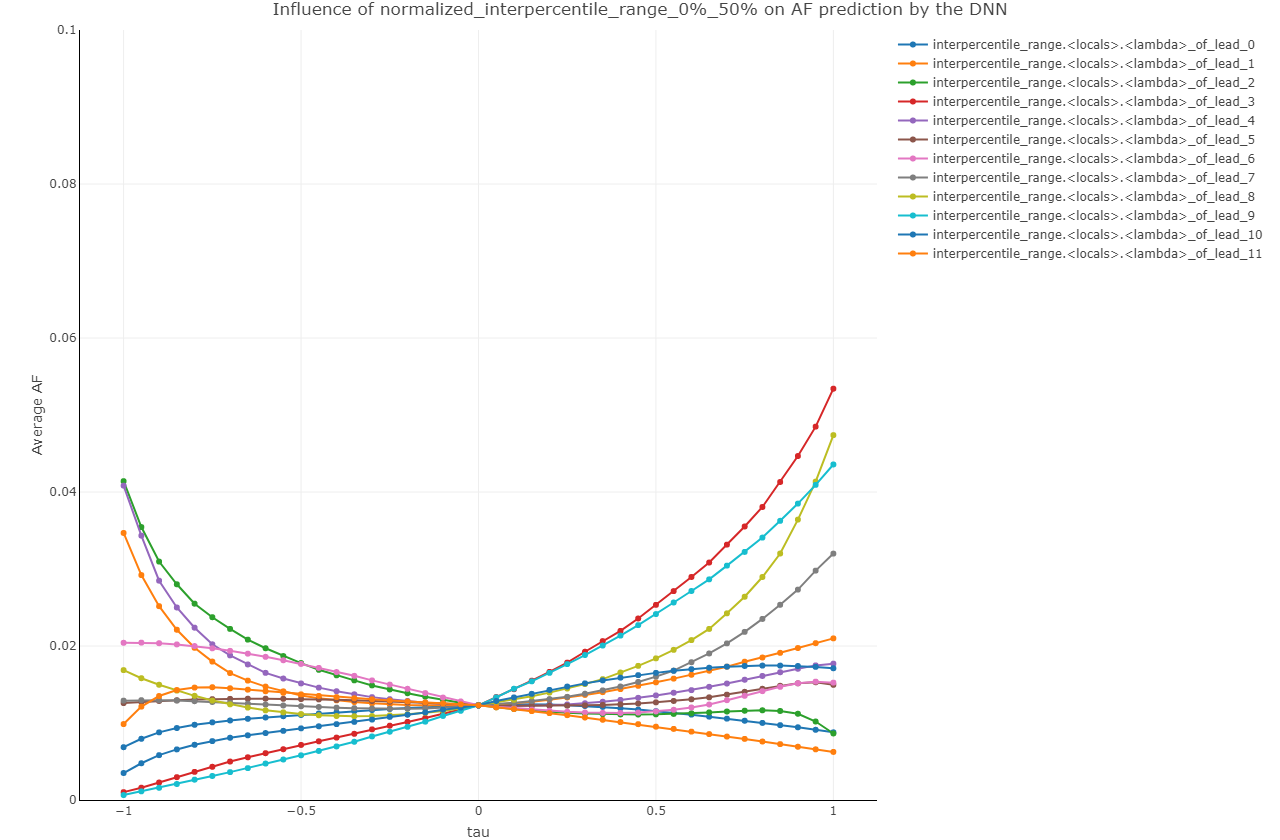 Influence of normalized_interpercentile_range_0%_50% on AF prediction by the DNN
0.1
0.08
0.06
0.04
0.02
0
Average AF
−1
−0.5
0
0.5
1
tau
interpercentile_range.<locals>.<lambda>_of_lead_0
interpercentile_range.<locals>.<lambda>_of_lead_1
interpercentile_range.<locals>.<lambda>_of_lead_2
interpercentile_range.<locals>.<lambda>_of_lead_3
interpercentile_range.<locals>.<lambda>_of_lead_4
interpercentile_range.<locals>.<lambda>_of_lead_5
interpercentile_range.<locals>.<lambda>_of_lead_6
interpercentile_range.<locals>.<lambda>_of_lead_7
interpercentile_range.<locals>.<lambda>_of_lead_8
interpercentile_range.<locals>.<lambda>_of_lead_9
interpercentile_range.<locals>.<lambda>_of_lead_10
interpercentile_range.<locals>.<lambda>_of_lead_11